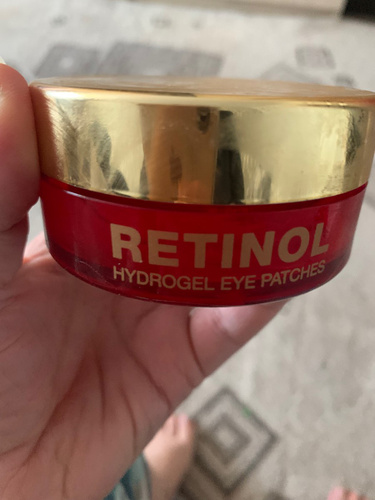 RETINOL
HYDROGEL EYE PATCHES